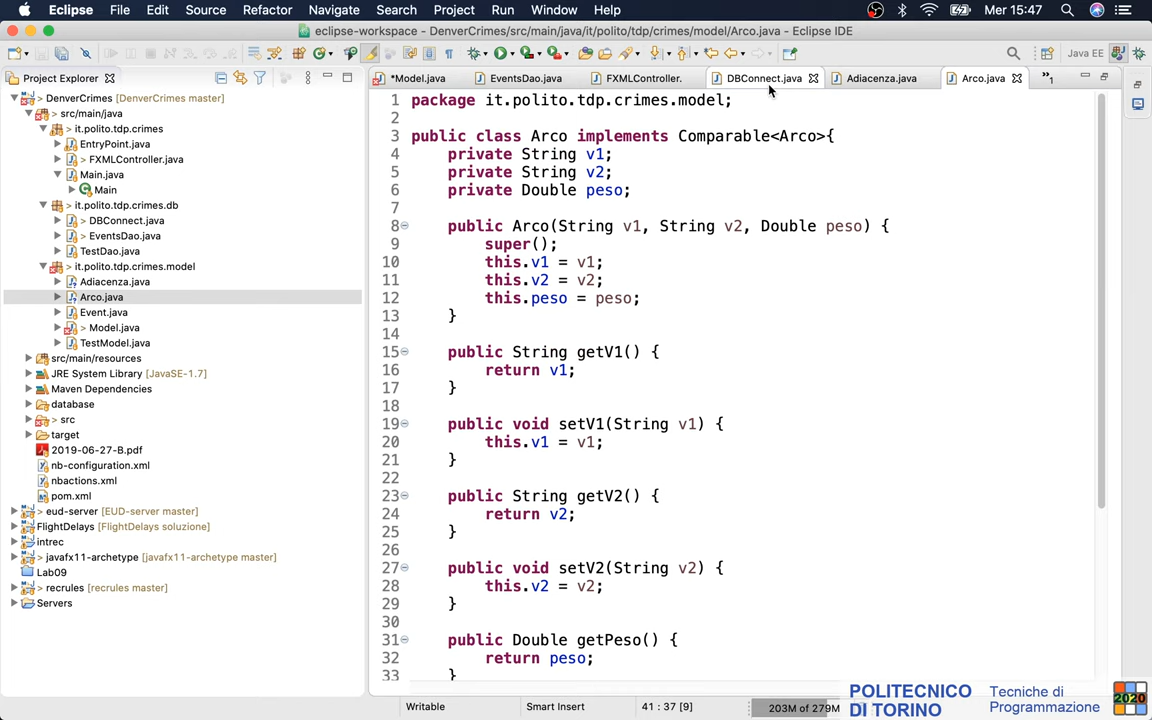 Eclipse File Edit Source Refactor Navigate Search Project Run Window Help Mer 15:47
eclipse-workspace - DenverCrimes/src/main/java/it/polito/tdp/crimes/model/Arco.java - Eclipse IDE
Java EE
Project Explorer
*Model.java EventsDao.java FXMLController. DBConnect.java Adiacenza.java Arco.java »1
> DenverCrimes [DenverCrimes master]
> src/main/java
> it.polito.tdp.crimes
EntryPoint.java
> FXMLController.java
Main.java
Main
> it.polito.tdp.crimes.db
> DBConnect.java
> EventsDao.java
TestDao.java
> it.polito.tdp.crimes.model
Adiacenza.java
Arco.java
Event.java
> Model.java
TestModel.java
src/main/resources
JRE System Library [JavaSE-1.7]
Maven Dependencies
database
> src
target
2019-06-27-B.pdf
nb-configuration.xml
nbactions.xml
pom.xml
> eud-server [EUD-server master]
FlightDelays [FlightDelays soluzione]
intrec
> javafx11-archetype [javafx11-archetype master]
Lab09
> recrules [recrules master]
Servers
1 package it.polito.tdp.crimes.model;
2
3 public class Arco implements Comparable<Arco>{
4 private String v1;
5 private String v2;
6 private Double peso;
7
8 public Arco(String v1, String v2, Double peso) {
9 super();
10 this.v1 = v1;
11 this.v2 = v2;
12 this.peso = peso;
13 }
14
15 public String getV1() {
16 return v1;
17 }
18
19 public void setV1(String v1) {
20 this.v1 = v1;
21 }
22
23 public String getV2() {
24 return v2;
25 }
26
27 public void setV2(String v2) {
28 this.v2 = v2;
29 }
30
31 public Double getPeso() {
32 return peso;
33 }
Writable Smart Insert 41 : 37 [9] 203M of 279M
POLITECNICO
DI TORINO
Tecniche di
Programmazione
2020